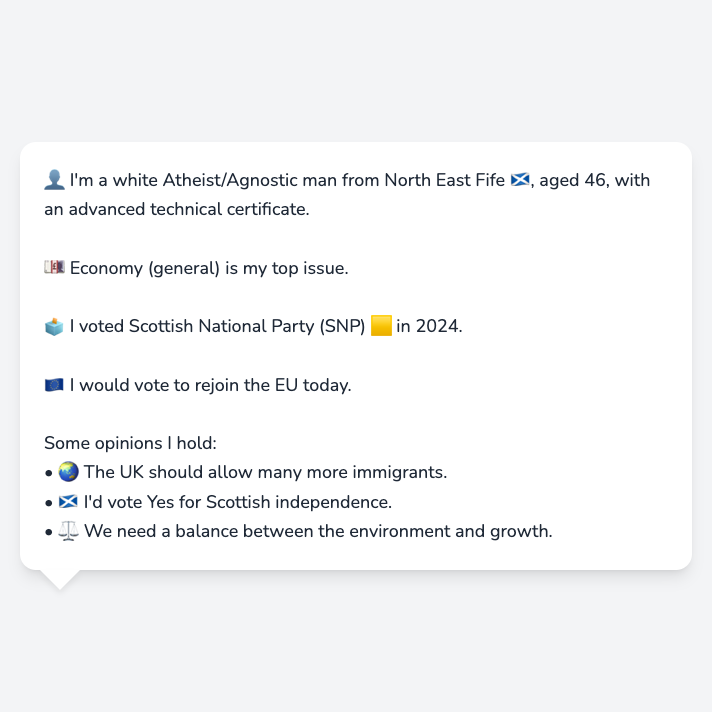 👤 I'm a white Atheist/Agnostic man from North East Fife 🏴󠁧󠁢󠁳󠁣󠁴󠁿, aged 46, with
an advanced technical certificate.
💷 Economy (general) is my top issue.
🗳️ I voted Scottish National Party (SNP) 🟨 in 2024.
🇪🇺 I would vote to rejoin the EU today.
Some opinions I hold:
• 🌏 The UK should allow many more immigrants.
• 🏴󠁧󠁢󠁳󠁣󠁴󠁿 I'd vote Yes for Scottish independence.
• ⚖️ We need a balance between the environment and growth.